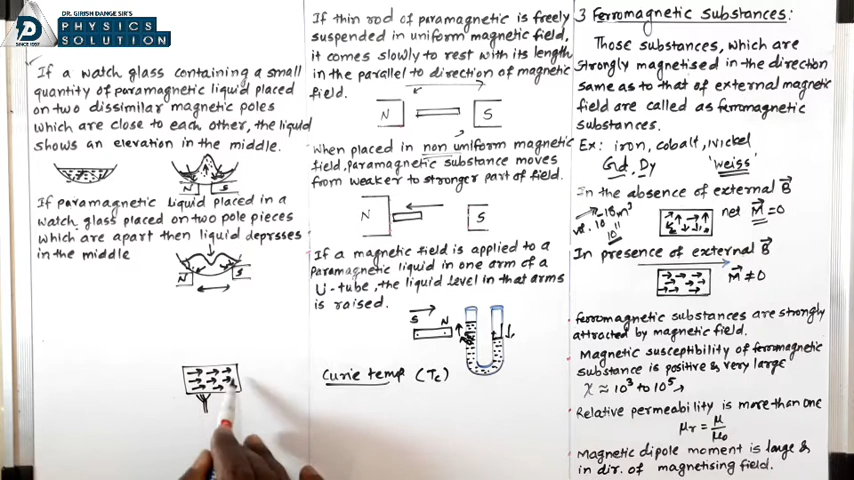 DR. GIRISH DANGE SIR'S
PHYSICS
SOLUTION
SINCE 1997
If a watch glass containing a small
quantity of paramagnetic liquid placed
on two dissimilar magnetic poles
which are close to each other, the liquid
shows an elevation in the middle.
N S
If paramagnetic Liquid placed in a
watch glass placed on two pole pieces
which are apart then liquid deprsses
in the middle
N S
If thin rod of paramagnetic is freely
suspended in uniform magnetic field,
it comes slowly to rest with its length
in the parallel to direction of magnetic
field.
N S
When placed in non uniform magnetic
field, paramagnetic substance moves
from weaker to stronger part of field.
N S
If a magnetic field is applied to a
paramagnetic liquid in one arm of a
U-tube, the liquid level in that arms
is raised.
S N
Curie temp (Tc)
3 Ferromagnetic Substances:
Those substances, which are
strongly magnetised in the direction
same as to that of external magnetic
field are called as ferromagnetic
substances.
Ex: iron, cobalt, Nickel
Gnd, Dy 'weiss'
In the absence of external B⃗
vol. 10⁻¹⁸m³
10¹¹
net M⃗ = 0
In presence of external B⃗
M⃗ ≠ 0
ferromagnetic substances are strongly
attracted by magnetic field.
Magnetic susceptibility of ferromagnetic
substance is positive & very large
χ ≈ 10³ to 10⁵
Relative permeability is more than one
μr = μ/μ₀
Magnetic dipole moment is large &
in dir. of magnetising field.